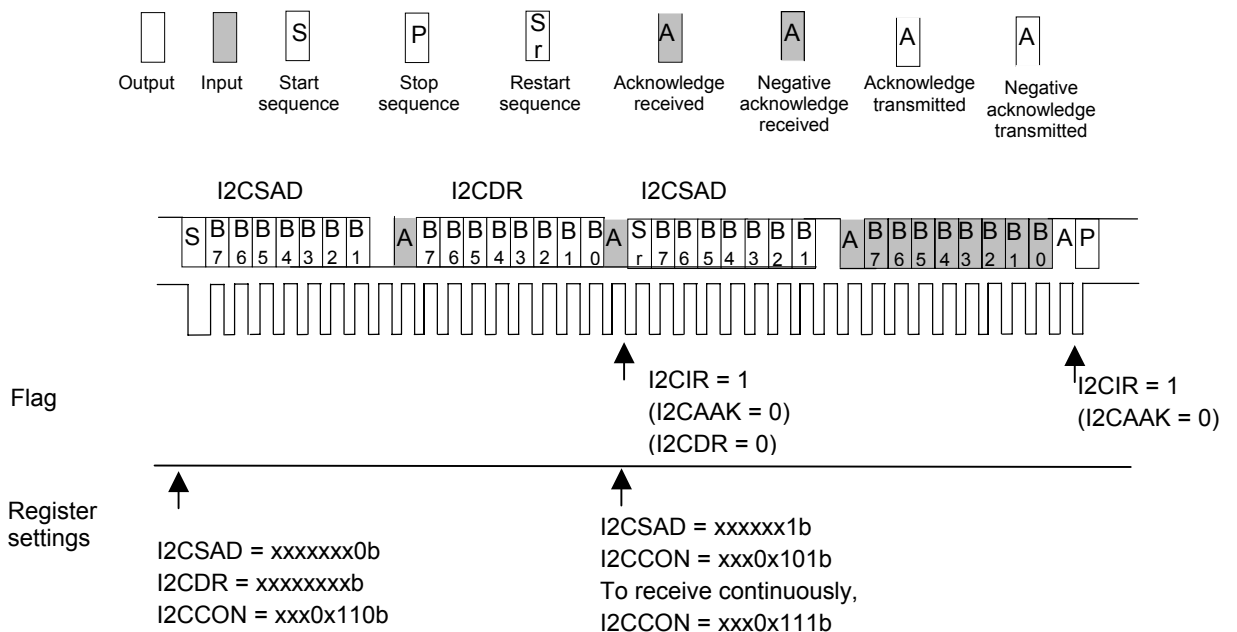 S P S r A A A A
Output Input Start sequence Stop sequence Restart sequence Acknowledge received Negative acknowledge received Acknowledge transmitted Negative acknowledge transmitted
I2CSAD I2CDR I2CSAD
S B7 B6 B5 B4 B3 B2 B1 A B7 B6 B5 B4 B3 B2 B1 B0 A Sr B7 B6 B5 B4 B3 B2 B1 A B7 B6 B5 B4 B3 B2 B1 B0 A P
Flag
I2CIR = 1
(I2CAAK = 0)
(I2CDR = 0)
I2CIR = 1
(I2CAAK = 0)
Register
settings
I2CSAD = xxxxxxx0b
I2CDR = xxxxxxxxb
I2CCON = xxx0x110b
I2CSAD = xxxxxx1b
I2CCON = xxx0x101b
To receive continuously,
I2CCON = xxx0x111b